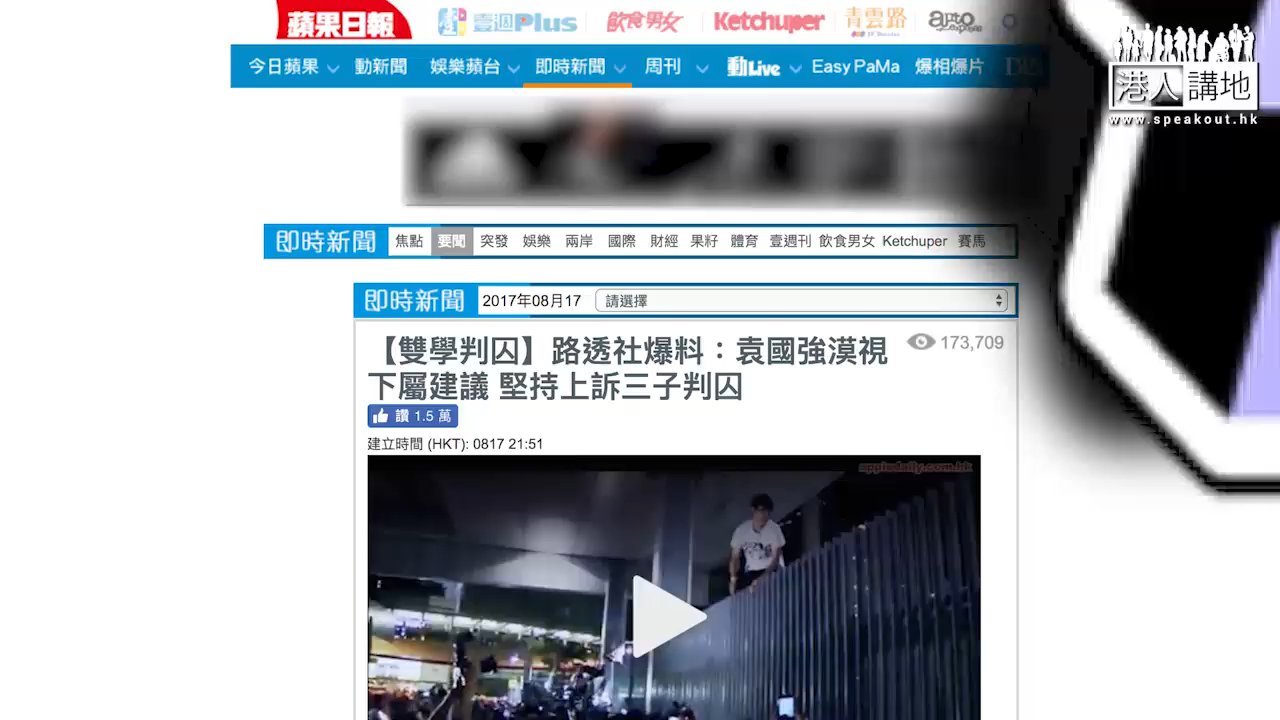 蘋果日報
壹週Plus
飲食男女
Ketchuper
青雲路
港人講地
www.speakout.hk
今日蘋果 動新聞 娛樂蘋台 即時新聞 周刊 動Live Easy PaMa 爆相爆片
即時新聞 焦點 要聞 突發 娛樂 兩岸 國際 財經 果籽 體育 壹週刊 飲食男女 Ketchuper 賽馬
即時新聞 2017年08月17 請選擇
【雙學判囚】路透社爆料：袁國強漠視
下屬建議 堅持上訴三子判囚
173,709
讚 1.5 萬
建立時間 (HKT): 0817 21:51
appledaily.com.hk